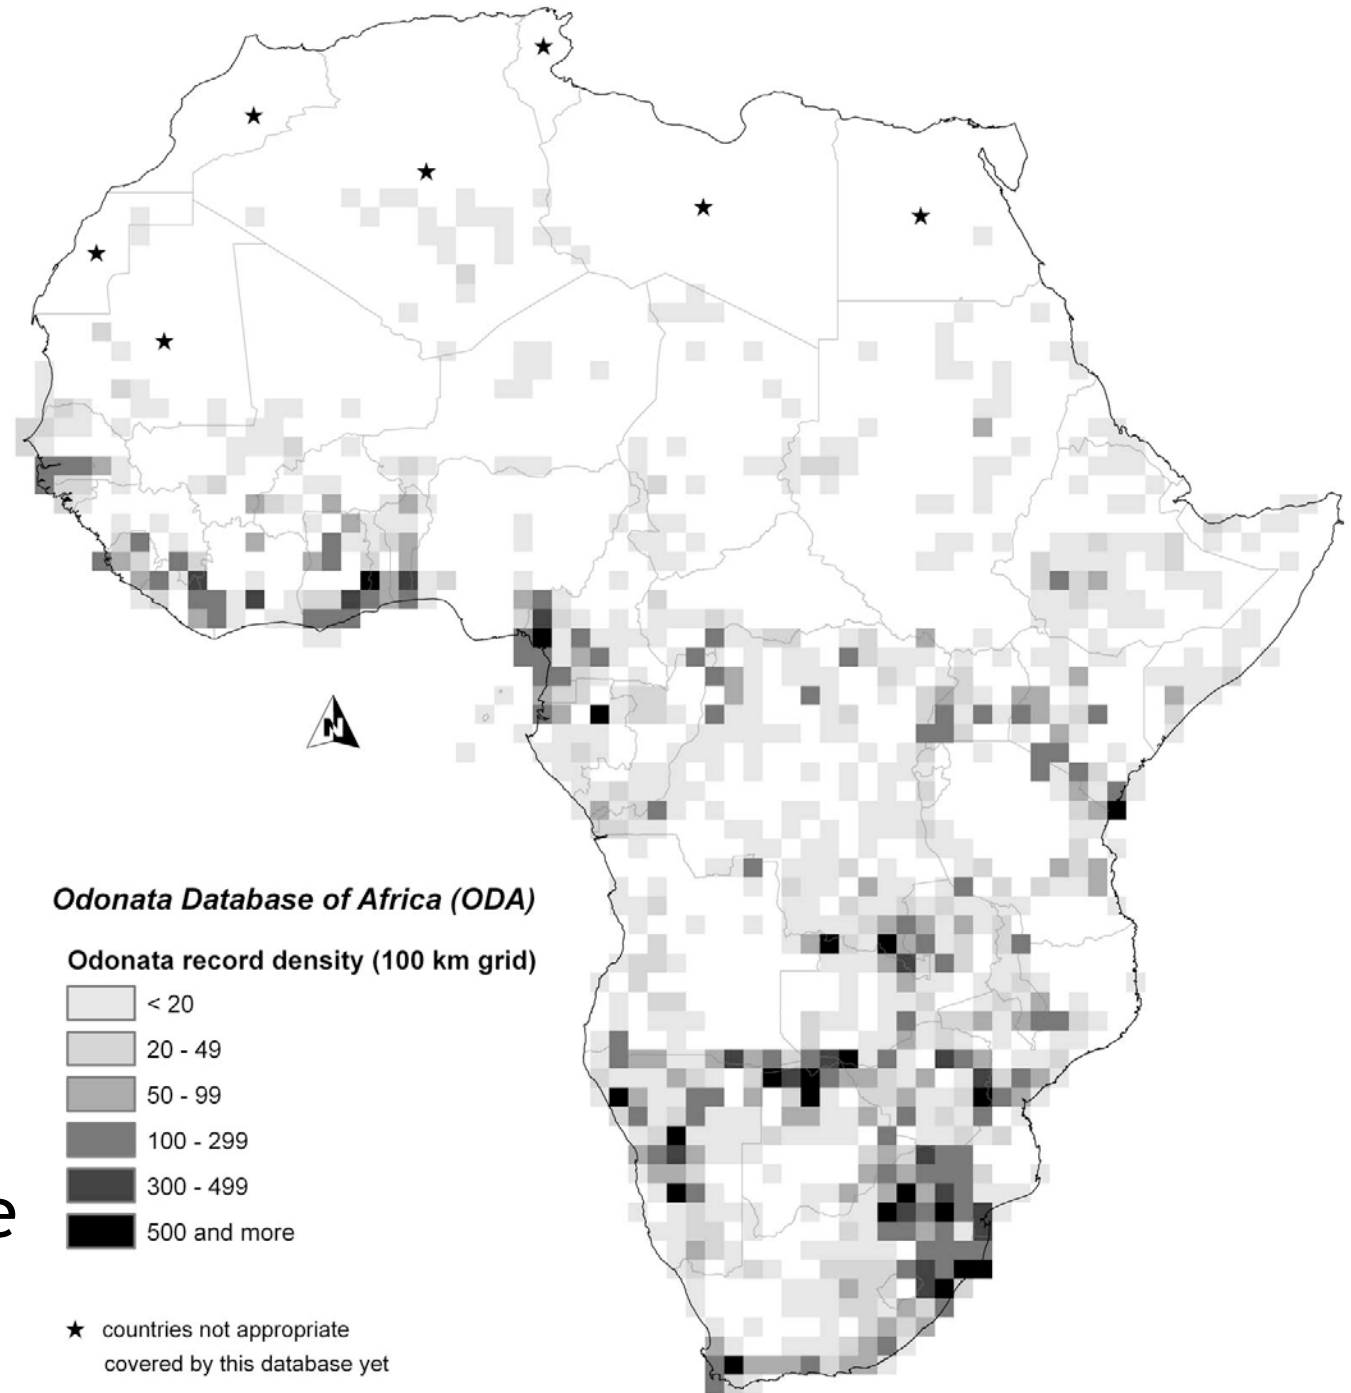 N
Odonata Database of Africa (ODA)
Odonata record density (100 km grid)
< 20
20 - 49
50 - 99
100 - 299
300 - 499
e
500 and more
★ countries not appropriate
covered by this database yet